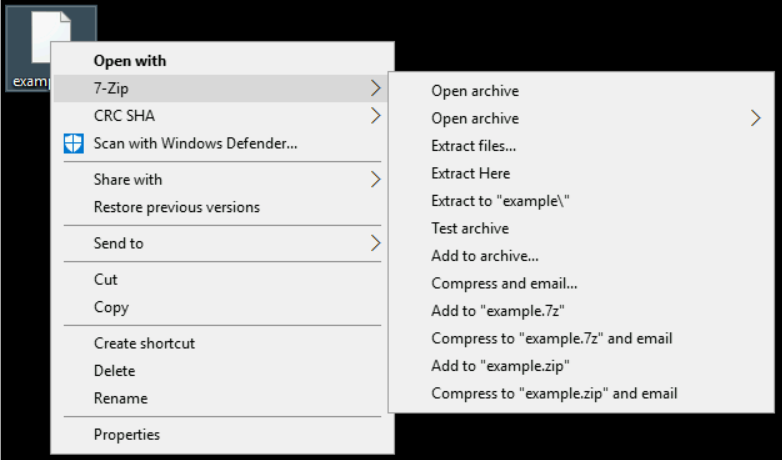 examp
Open with
7-Zip
CRC SHA
Scan with Windows Defender...
Share with
Restore previous versions
Send to
Cut
Copy
Create shortcut
Delete
Rename
Properties
Open archive
Open archive
Extract files...
Extract Here
Extract to "example\"
Test archive
Add to archive...
Compress and email...
Add to "example.7z"
Compress to "example.7z" and email
Add to "example.zip"
Compress to "example.zip" and email